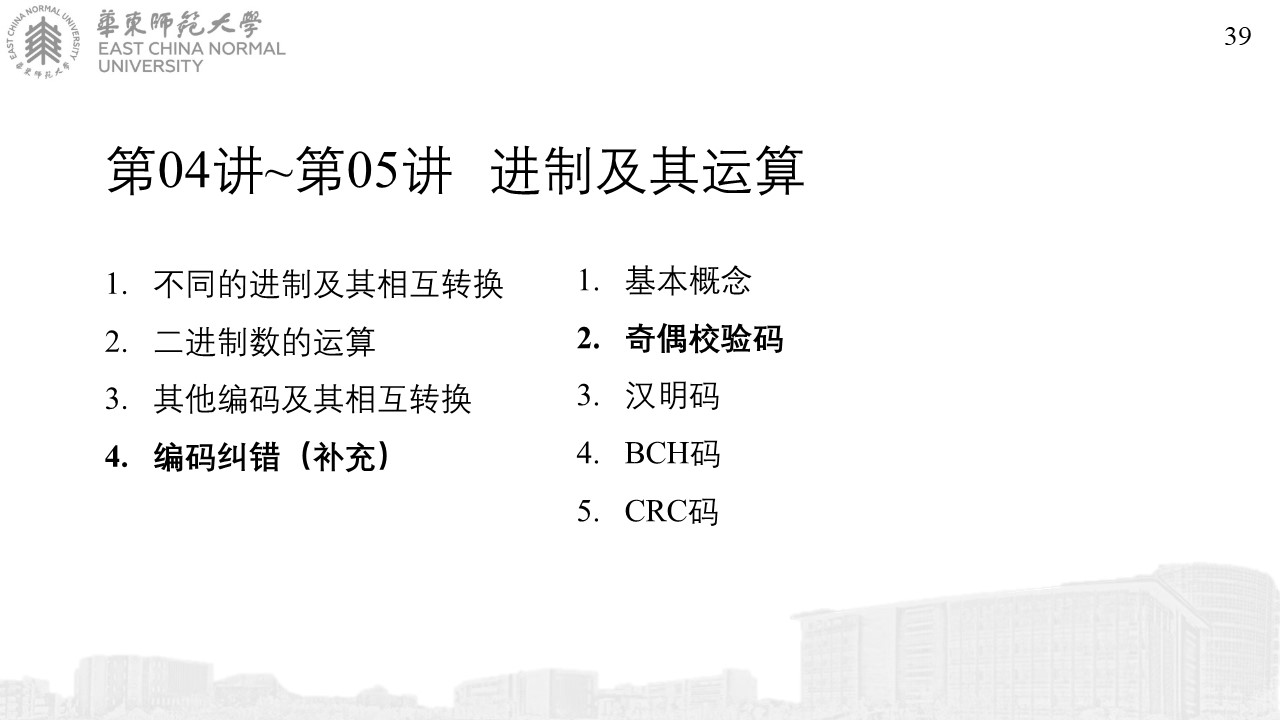 EAST CHINA NORMAL UNIVERSITY
華東师范大学
華東師范大學
EAST CHINA NORMAL
UNIVERSITY
39
第04讲~第05讲 进制及其运算
1. 不同的进制及其相互转换
2. 二进制数的运算
3. 其他编码及其相互转换
4. 编码纠错（补充）
1. 基本概念
2. 奇偶校验码
3. 汉明码
4. BCH码
5. CRC码